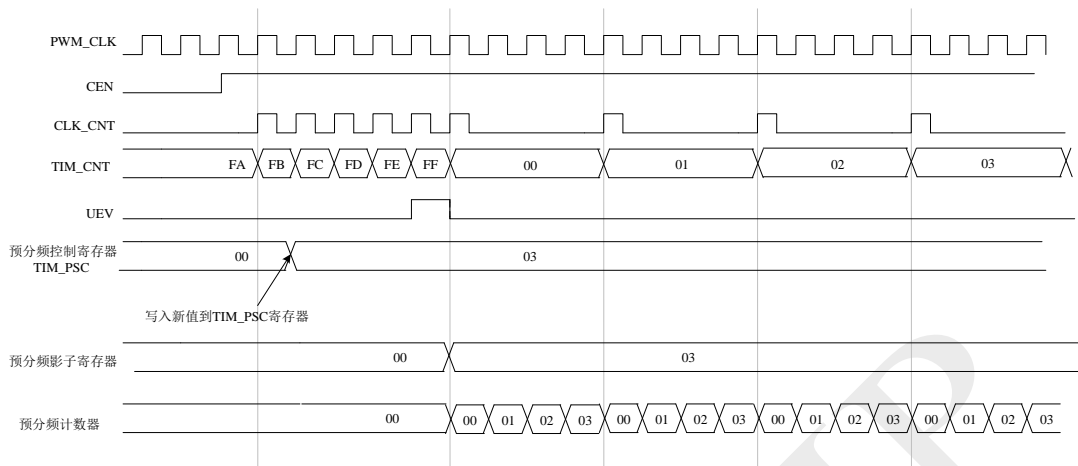 PWM_CLK
CEN
CLK_CNT
TIM_CNT FA FB FC FD FE FF 00 01 02 03
UEV
预分频控制寄存器
TIM_PSC 00 03
写入新值到TIM_PSC寄存器
预分频影子寄存器 00 03
预分频计数器 00 00 01 02 03 00 01 02 03 00 01 02 03 00 01 02 03